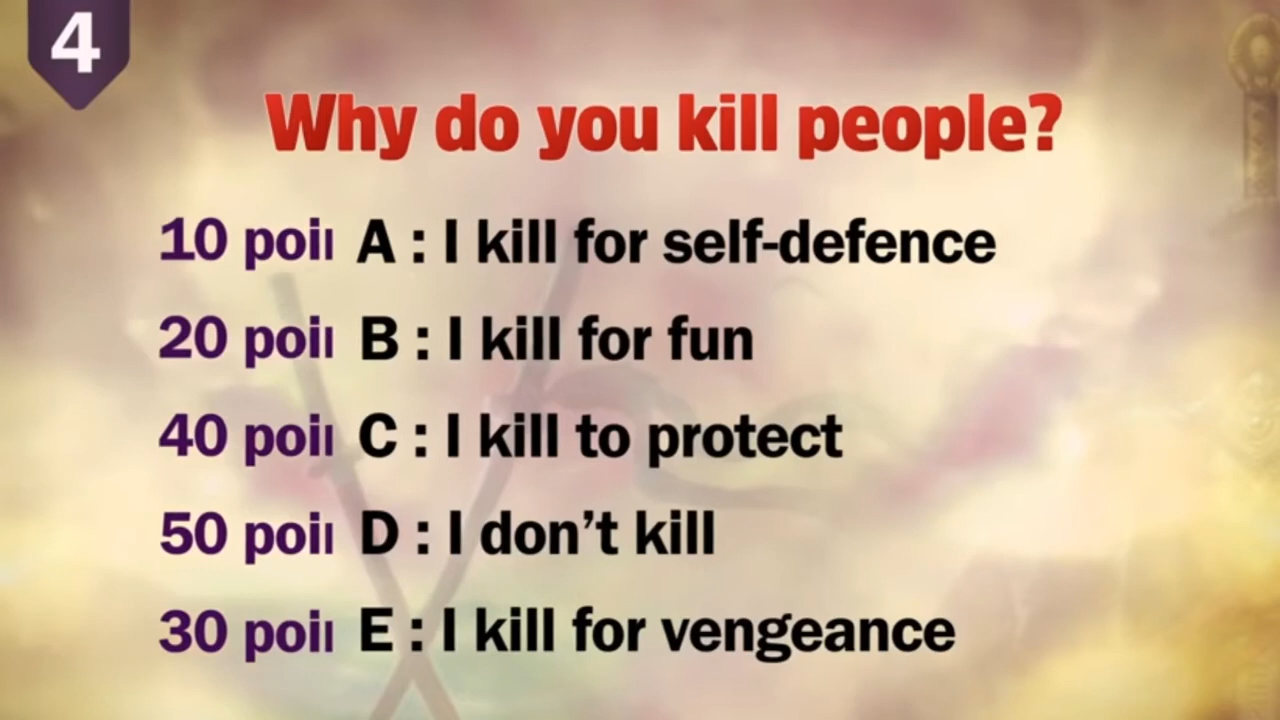 4
Why do you kill people?
10 poi A : I kill for self-defence
20 poi B : I kill for fun
40 poi C : I kill to protect
50 poi D : I don’t kill
30 poi E : I kill for vengeance